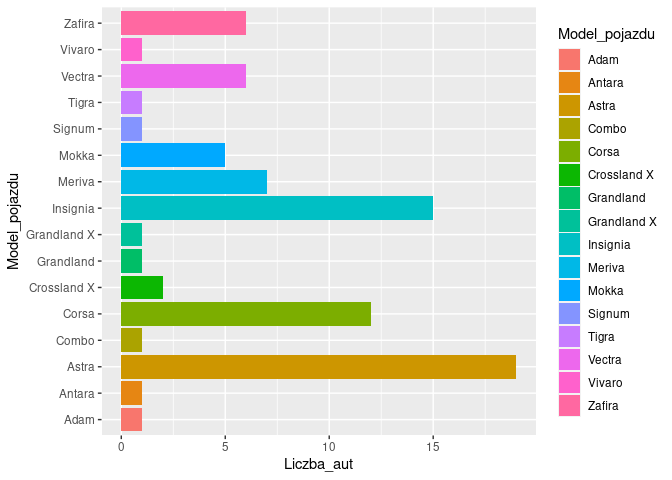 Model_pojazdu
Zafira
Vivaro
Vectra
Tigra
Signum
Mokka
Meriva
Insignia
Grandland X
Grandland
Crossland X
Corsa
Combo
Astra
Antara
Adam
0 5 10 15
Liczba_aut
Model_pojazdu
Adam
Antara
Astra
Combo
Corsa
Crossland X
Grandland
Grandland X
Insignia
Meriva
Mokka
Signum
Tigra
Vectra
Vivaro
Zafira